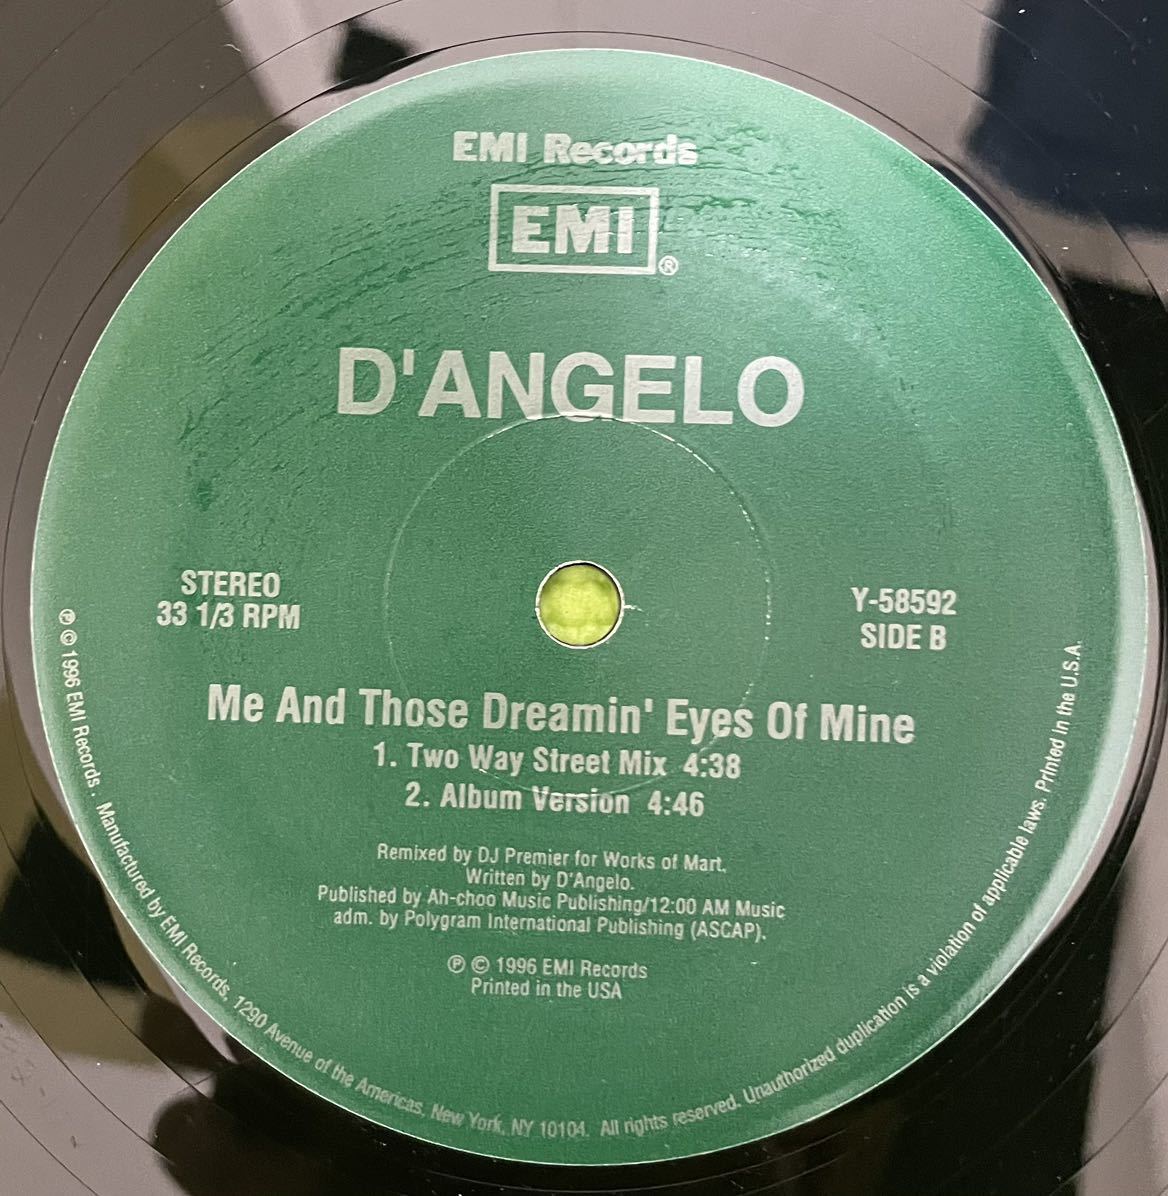 EMI Records
EMI®
D'ANGELO
STEREO
33 1/3 RPM
Y-58592
SIDE B
Me And Those Dreamin' Eyes Of Mine
1. Two Way Street Mix 4:38
2. Album Version 4:46
Remixed by DJ Premier for Works of Mart.
Written by D'Angelo.
Published by Ah-choo Music Publishing/12:00 AM Music
adm. by Polygram International Publishing (ASCAP).
℗ © 1996 EMI Records
Printed in the USA
℗ © 1996 EMI Records. Manufactured by EMI Records, 1290 Avenue of the Americas, New York, NY 10104. All rights reserved. Unauthorized duplication is a violation of applicable laws. Printed in the U.S.A.